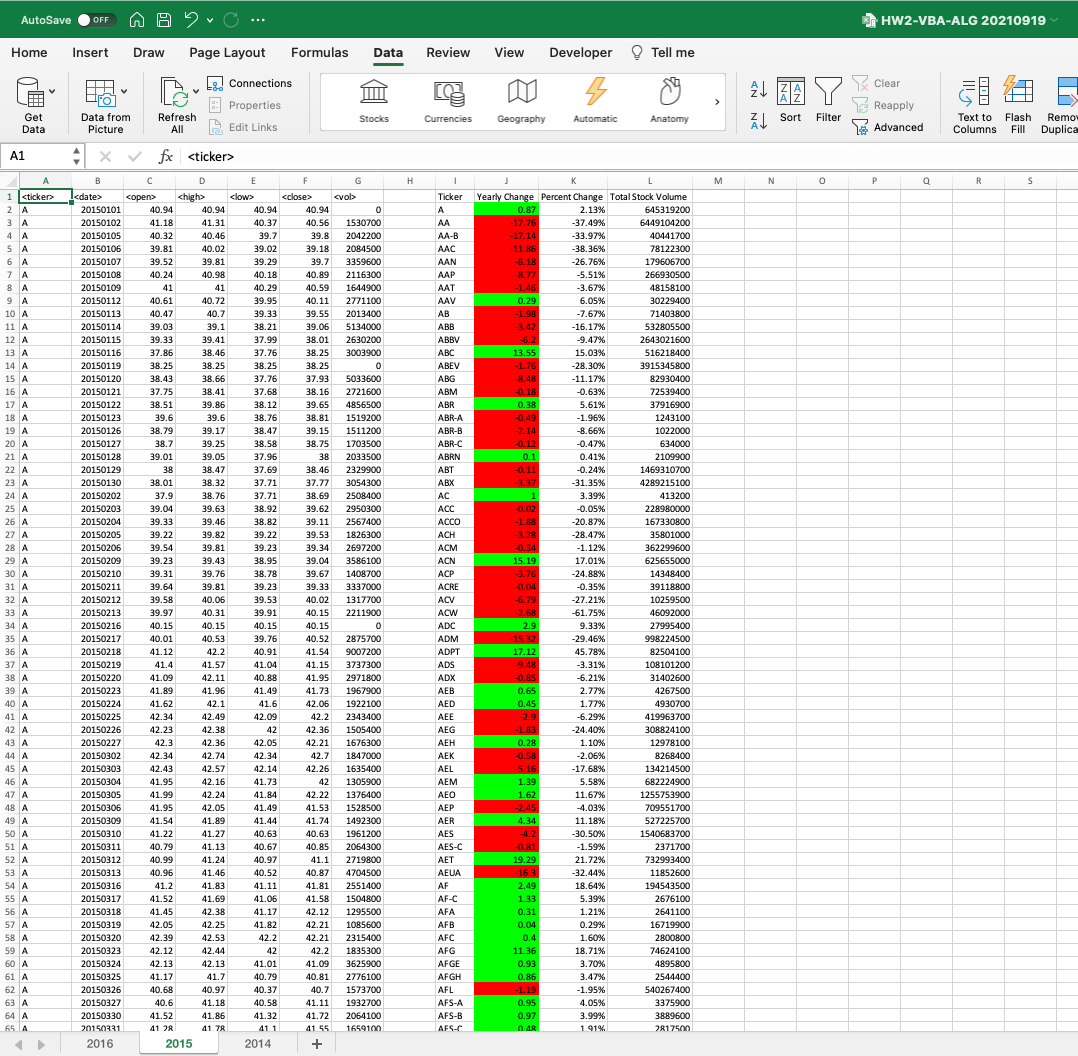 AutoSave OFF HW2-VBA-ALG 20210919
Home Insert Draw Page Layout Formulas Data Review View Developer Tell me
Get Data Data from Picture Refresh All Connections Properties Edit Links Stocks Currencies Geography Automatic Anatomy Sort Filter Clear Reapply Advanced Text to Columns Flash Fill
A1 fx <ticker>
A B C D E F G H I J K L M N O P Q R S
1 <ticker> <date> <open> <high> <low> <close> <vol> Ticker Yearly Change Percent Change Total Stock Volume
2 A 20150101 40.94 40.94 40.94 40.94 0 A 0.87 2.13% 645319200
3 A 20150102 41.18 41.31 40.37 40.56 1530700 AA -17.76 -37.49% 6449104200
4 A 20150105 40.32 40.46 39.7 39.8 2042200 AA-B -17.14 -33.97% 40441700
5 A 20150106 39.81 40.02 39.02 39.18 2084500 AAC -11.86 -38.36% 78122300
6 A 20150107 39.52 39.81 39.29 39.7 3359600 AAN -8.18 -26.76% 179606700
7 A 20150108 40.24 40.98 40.18 40.89 2116300 AAP -8.77 -5.51% 266930500
8 A 20150109 41 41 40.29 40.59 1644900 AAT -1.46 -3.67% 48158100
9 A 20150112 40.61 40.72 39.95 40.11 2771100 AAV 0.29 6.05% 30229400
10 A 20150113 40.47 40.7 39.33 39.55 2013400 AB -1.98 -7.67% 71403800
11 A 20150114 39.03 39.1 38.21 39.06 5134000 ABB -3.42 -16.17% 532805500
12 A 20150115 39.33 39.41 37.99 38.01 2630200 ABBV -6.2 -9.47% 2643021600
13 A 20150116 37.86 38.46 37.76 38.25 3003900 ABC 13.55 15.03% 516218400
14 A 20150119 38.25 38.25 38.25 38.25 0 ABEV -1.76 -28.30% 3915345800
15 A 20150120 38.43 38.66 37.76 37.93 5033600 ABG -8.48 -11.17% 82930400
16 A 20150121 37.75 38.41 37.68 38.16 2721600 ABM -0.18 -0.63% 72539400
17 A 20150122 38.51 39.86 38.12 39.65 4856500 ABR 0.38 5.61% 37916900
18 A 20150123 39.6 39.6 38.76 38.81 1519200 ABR-A -0.49 -1.96% 1243100
19 A 20150126 38.79 39.17 38.47 39.15 1511200 ABR-B -2.14 -8.66% 1022000
20 A 20150127 38.7 39.25 38.58 38.75 1703500 ABR-C -0.12 -0.47% 634000
21 A 20150128 39.01 39.05 37.96 38 2033500 ABRN 0.1 0.41% 2109900
22 A 20150129 38 38.47 37.69 38.46 2329900 ABT -0.11 -0.24% 1469310700
23 A 20150130 38.01 38.32 37.71 37.77 3054300 ABX -3.37 -31.35% 4289215100
24 A 20150202 37.9 38.76 37.71 38.69 2508400 AC 1 3.39% 413200
25 A 20150203 39.04 39.63 38.92 39.62 2950300 ACC -0.02 -0.05% 228980000
26 A 20150204 39.33 39.46 38.82 39.11 2567400 ACCO -1.88 -20.87% 167330800
27 A 20150205 39.22 39.82 39.22 39.53 1826300 ACH -3.28 -28.47% 35801000
28 A 20150206 39.54 39.81 39.23 39.34 2697200 ACM -0.34 -1.12% 362299600
29 A 20150209 39.23 39.43 38.95 39.04 3586100 ACN 15.19 17.01% 625655000
30 A 20150210 39.31 39.76 38.78 39.67 1408700 ACP -3.76 -24.88% 14348400
31 A 20150211 39.64 39.81 39.23 39.33 3337000 ACRE -0.04 -0.35% 39118800
32 A 20150212 39.58 40.06 39.53 40.02 1317700 ACV -6.79 -27.21% 10259500
33 A 20150213 39.97 40.31 39.91 40.15 2211900 ACW -2.68 -61.75% 46092000
34 A 20150216 40.15 40.15 40.15 40.15 0 ADC 2.9 9.33% 27995400
35 A 20150217 40.01 40.53 39.76 40.52 2875700 ADM -15.32 -29.46% 998224500
36 A 20150218 41.12 42.2 40.91 41.54 9007200 ADPT 17.12 45.78% 82504100
37 A 20150219 41.4 41.57 41.04 41.15 3737300 ADS -9.48 -3.31% 108101200
38 A 20150220 41.09 42.11 40.88 41.95 2971800 ADX -0.85 -6.21% 31402600
39 A 20150223 41.89 41.96 41.49 41.73 1967900 AEB 0.65 2.77% 4267500
40 A 20150224 41.62 42.1 41.6 42.06 1922100 AED 0.45 1.77% 4930700
41 A 20150225 42.34 42.49 42.09 42.2 2343400 AEE -2.9 -6.29% 419963700
42 A 20150226 42.23 42.38 42 42.36 1505400 AEG -1.83 -24.40% 308824100
43 A 20150227 42.3 42.36 42.05 42.21 1676300 AEH 0.28 1.10% 12978100
44 A 20150302 42.34 42.74 42.34 42.7 1847000 AEK -0.58 -2.06% 8268400
45 A 20150303 42.43 42.57 42.14 42.26 1635400 AEL -5.16 -17.68% 134214500
46 A 20150304 41.95 42.16 41.73 42 1305900 AEM 1.39 5.58% 682224900
47 A 20150305 41.99 42.24 41.84 42.22 1376400 AEO 1.62 11.67% 1255753900
48 A 20150306 41.95 42.05 41.49 41.53 1528500 AEP -2.45 -4.03% 709551700
49 A 20150309 41.54 41.89 41.44 41.74 1492300 AER 4.34 11.18% 527225700
50 A 20150310 41.22 41.27 40.63 40.63 1961200 AES -4.2 -30.50% 1540683700
51 A 20150311 40.79 41.13 40.67 40.85 2064300 AES-C -0.81 -1.59% 2371700
52 A 20150312 40.99 41.24 40.97 41.1 2719800 AET 19.29 21.72% 732993400
53 A 20150313 40.96 41.46 40.52 40.87 4704500 AEUA -16.3 -32.44% 11852600
54 A 20150316 41.2 41.83 41.11 41.81 2551400 AF 2.49 18.64% 194543500
55 A 20150317 41.52 41.69 41.06 41.58 1504800 AF-C 1.33 5.39% 2676100
56 A 20150318 41.45 42.38 41.17 42.12 1295500 AFA 0.31 1.21% 2641100
57 A 20150319 42.05 42.25 41.82 42.21 1085600 AFB 0.04 0.29% 16719900
58 A 20150320 42.39 42.53 42.2 42.21 2315400 AFC 0.4 1.60% 2800800
59 A 20150323 42.12 42.44 42 42.2 1835300 AFG 11.36 18.71% 74624100
60 A 20150324 42.13 42.13 41.01 41.09 3625900 AFGE 0.93 3.70% 4895800
61 A 20150325 41.17 41.7 40.79 40.81 2776100 AFGH 0.86 3.47% 2544400
62 A 20150326 40.68 40.97 40.37 40.7 1573700 AFL -1.19 -1.95% 540267400
63 A 20150327 40.6 41.18 40.58 41.11 1932700 AFS-A 0.95 4.05% 3375900
64 A 20150330 41.52 41.86 41.32 41.72 2064100 AFS-B 0.97 3.99% 3889600
65 A 20150331 41.28 41.78 41.1 41.55 1659100 AFS-C 0.48 1.91% 2817500
2016 2015 2014 +